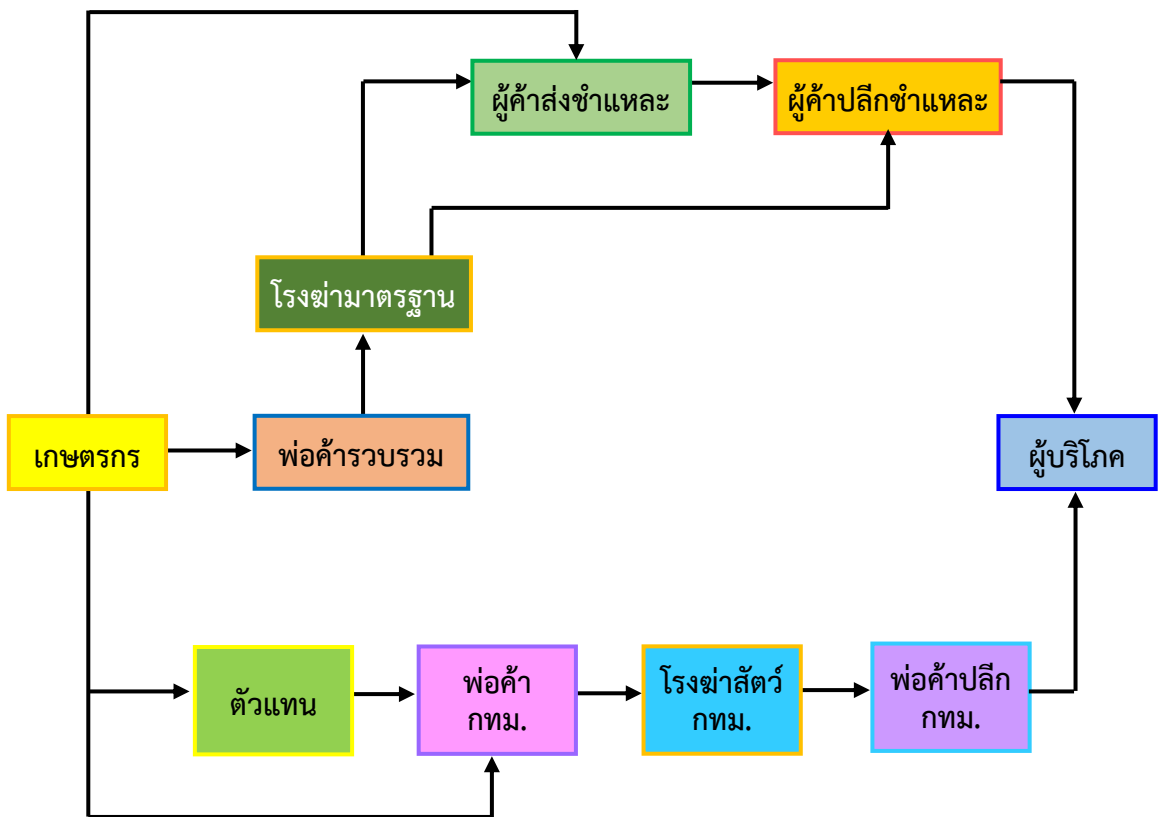 ผู้ค้าส่งชำแหละ
ผู้ค้าปลีกชำแหละ
โรงฆ่ามาตรฐาน
เกษตรกร
พ่อค้ารวบรวม
ผู้บริโภค
ตัวแทน
พ่อค้า
กทม.
โรงฆ่าสัตว์
กทม.
พ่อค้าปลีก
กทม.